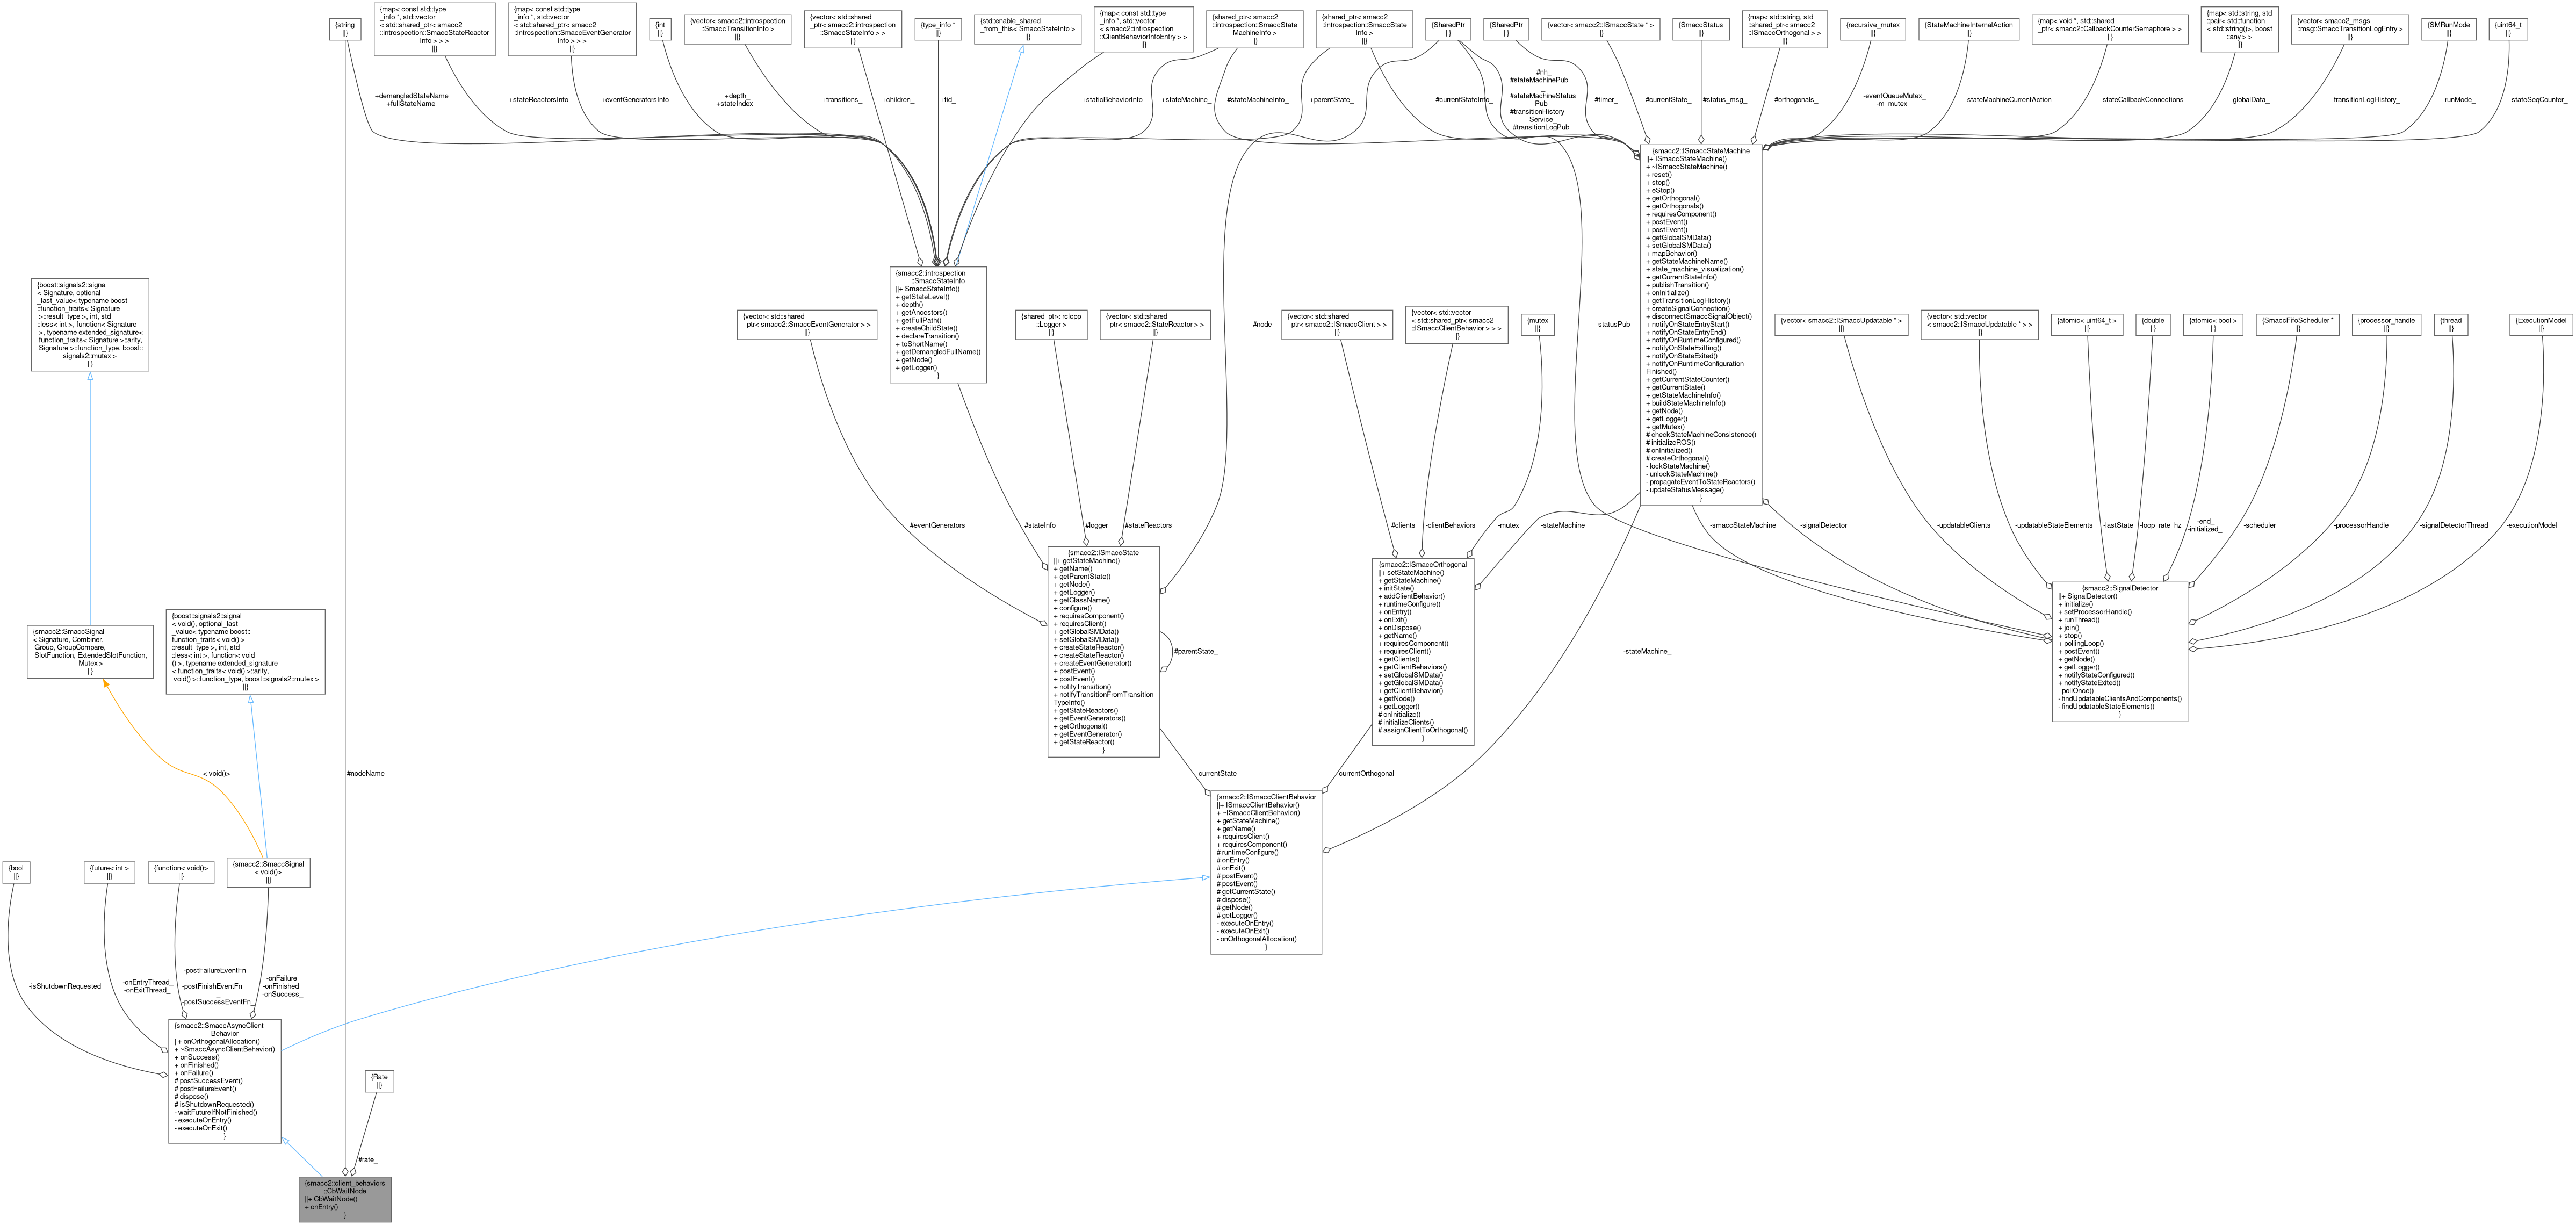 {string
||}
{map< const std::type
_info *, std::vector
< std::shared_ptr< smacc2
::introspection::SmaccStateReactor
Info > > >
||}
{map< const std::type
_info *, std::vector
< std::shared_ptr< smacc2
::introspection::SmaccEventGenerator
Info > > >
||}
{int
||}
{vector< smacc2::introspection
::SmaccTransitionInfo >
||}
{vector< std::shared
_ptr< smacc2::introspection
::SmaccStateInfo > >
||}
{type_info *
||}
{std::enable_shared
_from_this< SmaccStateInfo >
||}
{map< const std::type
_info *, std::vector
< smacc2::introspection
::ClientBehaviorInfoEntry > >
||}
{shared_ptr< smacc2
::introspection::SmaccState
MachineInfo >
||}
{shared_ptr< smacc2
::introspection::SmaccState
Info >
||}
{SharedPtr
||}
{SharedPtr
||}
{vector< smacc2::ISmaccState * >
||}
{SmaccStatus
||}
{map< std::string, std
::shared_ptr< smacc2
::ISmaccOrthogonal > >
||}
{recursive_mutex
||}
{StateMachineInternalAction
||}
{map< void *, std::shared
_ptr< smacc2::CallbackCounterSemaphore > >
||}
{map< std::string, std
::pair< std::function
< std::string()>, boost
::any > >
||}
{vector< smacc2_msgs
::msg::SmaccTransitionLogEntry >
||}
{SMRunMode
||}
{uint64_t
||}
+demangledStateName
+fullStateName
+stateReactorsInfo
+eventGeneratorsInfo
+depth_
+stateIndex_
+transitions_
+children_
+tid_
+staticBehaviorInfo
+stateMachine_
#stateMachineInfo_
+parentState_
#currentStateInfo_
#nh_
#stateMachinePub
_
#stateMachineStatus
Pub_
#transitionHistory
Service_
#transitionLogPub_
#timer_
#currentState_
#status_msg_
#orthogonals_
-eventQueueMutex_
-m_mutex_
-stateMachineCurrentAction
-stateCallbackConnections
-globalData_
-transitionLogHistory_
-runMode_
-stateSeqCounter_
{smacc2::ISmaccStateMachine
||+ ISmaccStateMachine()
+ ~ISmaccStateMachine()
+ reset()
+ stop()
+ eStop()
+ getOrthogonal()
+ getOrthogonals()
+ requiresComponent()
+ postEvent()
+ postEvent()
+ getGlobalSMData()
+ setGlobalSMData()
+ mapBehavior()
+ getStateMachineName()
+ state_machine_visualization()
+ getCurrentStateInfo()
+ publishTransition()
+ onInitialize()
+ getTransitionLogHistory()
+ createSignalConnection()
+ disconnectSmaccSignalObject()
+ notifyOnStateEntryStart()
+ notifyOnStateEntryEnd()
+ notifyOnRuntimeConfigured()
+ notifyOnStateExitting()
+ notifyOnStateExited()
+ notifyOnRuntimeConfiguration
Finished()
+ getCurrentStateCounter()
+ getCurrentState()
+ getStateMachineInfo()
+ buildStateMachineInfo()
+ getNode()
+ getLogger()
+ getMutex()
# checkStateMachineConsistence()
# initializeROS()
# onInitialized()
# createOrthogonal()
- lockStateMachine()
- unlockStateMachine()
- propagateEventToStateReactors()
- updateStatusMessage()
}
{smacc2::introspection
::SmaccStateInfo
||+ SmaccStateInfo()
+ getStateLevel()
+ depth()
+ getAncestors()
+ getFullPath()
+ createChildState()
+ declareTransition()
+ toShortName()
+ getDemangledFullName()
+ getNode()
+ getLogger()
}
{boost::signals2::signal
< Signature, optional
_last_value< typename boost
::function_traits< Signature
>::result_type >, int, std
::less< int >, function< Signature
>, typename extended_signature<
function_traits< Signature >::arity,
Signature >::function_type, boost::
signals2::mutex >
||}
{vector< std::shared
_ptr< smacc2::SmaccEventGenerator > >
||}
{shared_ptr< rclcpp
::Logger >
||}
{vector< std::shared
_ptr< smacc2::StateReactor > >
||}
#node_
{vector< std::shared
_ptr< smacc2::ISmaccClient > >
||}
{vector< std::vector
< std::shared_ptr< smacc2
::ISmaccClientBehavior > > >
||}
{mutex
||}
-statusPub_
{vector< smacc2::ISmaccUpdatable * >
||}
{vector< std::vector
< smacc2::ISmaccUpdatable * > >
||}
{atomic< uint64_t >
||}
{double
||}
{atomic< bool >
||}
{SmaccFifoScheduler *
||}
{processor_handle
||}
{thread
||}
{ExecutionModel
||}
#eventGenerators_
#stateInfo_
#logger_
#stateReactors_
#clients_
-clientBehaviors_
-mutex_
-stateMachine_
-smaccStateMachine_
-signalDetector_
-updatableClients_
-updatableStateElements_
-lastState_
-loop_rate_hz
-end_
-initialized_
-scheduler_
-processorHandle_
-signalDetectorThread_
-executionModel_
{smacc2::ISmaccState
||+ getStateMachine()
+ getName()
+ getParentState()
+ getNode()
+ getLogger()
+ getClassName()
+ configure()
+ requiresComponent()
+ requiresClient()
+ getGlobalSMData()
+ setGlobalSMData()
+ createStateReactor()
+ createStateReactor()
+ createEventGenerator()
+ postEvent()
+ postEvent()
+ notifyTransition()
+ notifyTransitionFromTransition
TypeInfo()
+ getStateReactors()
+ getEventGenerators()
+ getOrthogonal()
+ getEventGenerator()
+ getStateReactor()
}
#parentState_
{smacc2::ISmaccOrthogonal
||+ setStateMachine()
+ getStateMachine()
+ initState()
+ addClientBehavior()
+ runtimeConfigure()
+ onEntry()
+ onExit()
+ onDispose()
+ getName()
+ requiresComponent()
+ requiresClient()
+ getClients()
+ getClientBehaviors()
+ setGlobalSMData()
+ getGlobalSMData()
+ getClientBehavior()
+ getNode()
+ getLogger()
# onInitialize()
# initializeClients()
# assignClientToOrthogonal()
}
-stateMachine_
{smacc2::SignalDetector
||+ SignalDetector()
+ initialize()
+ setProcessorHandle()
+ runThread()
+ join()
+ stop()
+ pollingLoop()
+ postEvent()
+ getNode()
+ getLogger()
+ notifyStateConfigured()
+ notifyStateExited()
- pollOnce()
- findUpdatableClientsAndComponents()
- findUpdatableStateElements()
}
{smacc2::SmaccSignal
< Signature, Combiner,
Group, GroupCompare,
SlotFunction, ExtendedSlotFunction,
Mutex >
||}
{boost::signals2::signal
< void(), optional_last
_value< typename boost::
function_traits< void() >
::result_type >, int, std
::less< int >, function< void
() >, typename extended_signature
< function_traits< void() >::arity,
void() >::function_type, boost::signals2::mutex >
||}
< void()>
#nodeName_
-currentState
-currentOrthogonal
{smacc2::ISmaccClientBehavior
||+ ISmaccClientBehavior()
+ ~ISmaccClientBehavior()
+ getStateMachine()
+ getName()
+ requiresClient()
+ requiresComponent()
# runtimeConfigure()
# onEntry()
# onExit()
# postEvent()
# postEvent()
# getCurrentState()
# dispose()
# getNode()
# getLogger()
- executeOnEntry()
- executeOnExit()
- onOrthogonalAllocation()
}
{bool
||}
{future< int >
||}
{function< void()>
||}
{smacc2::SmaccSignal
< void()>
||}
-isShutdownRequested_
-onEntryThread_
-onExitThread_
-postFailureEventFn
_
-postFinishEventFn
_
-postSuccessEventFn_
-onFailure_
-onFinished_
-onSuccess_
{smacc2::SmaccAsyncClient
Behavior
||+ onOrthogonalAllocation()
+ ~SmaccAsyncClientBehavior()
+ onSuccess()
+ onFinished()
+ onFailure()
# postSuccessEvent()
# postFailureEvent()
# dispose()
# isShutdownRequested()
- waitFutureIfNotFinished()
- executeOnEntry()
- executeOnExit()
}
{Rate
||}
#rate_
{smacc2::client_behaviors
::CbWaitNode
||+ CbWaitNode()
+ onEntry()
}